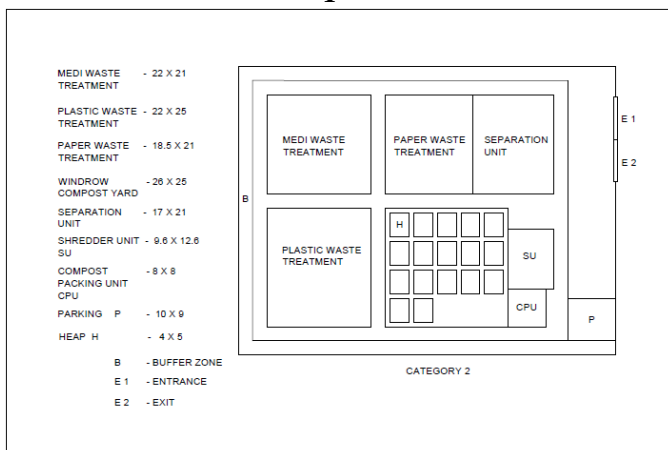 MEDI WASTE - 22 X 21
TREATMENT
PLASTIC WASTE - 22 X 25
TREATMENT
PAPER WASTE - 18.5 X 21
TREATMENT
WINDROW - 26 X 25
COMPOST YARD
SEPARATION - 17 X 21
UNIT
SHREDDER UNIT - 9.6 X 12.6
SU
COMPOST - 8 X 8
PACKING UNIT
CPU
PARKING P - 10 X 9
HEAP H - 4 X 5
B - BUFFER ZONE
E 1 - ENTRANCE
E 2 - EXIT
MEDI WASTE
TREATMENT
PAPER WASTE
TREATMENT
SEPARATION
UNIT
E 1
E 2
B
PLASTIC WASTE
TREATMENT
H
SU
CPU
P
CATEGORY 2